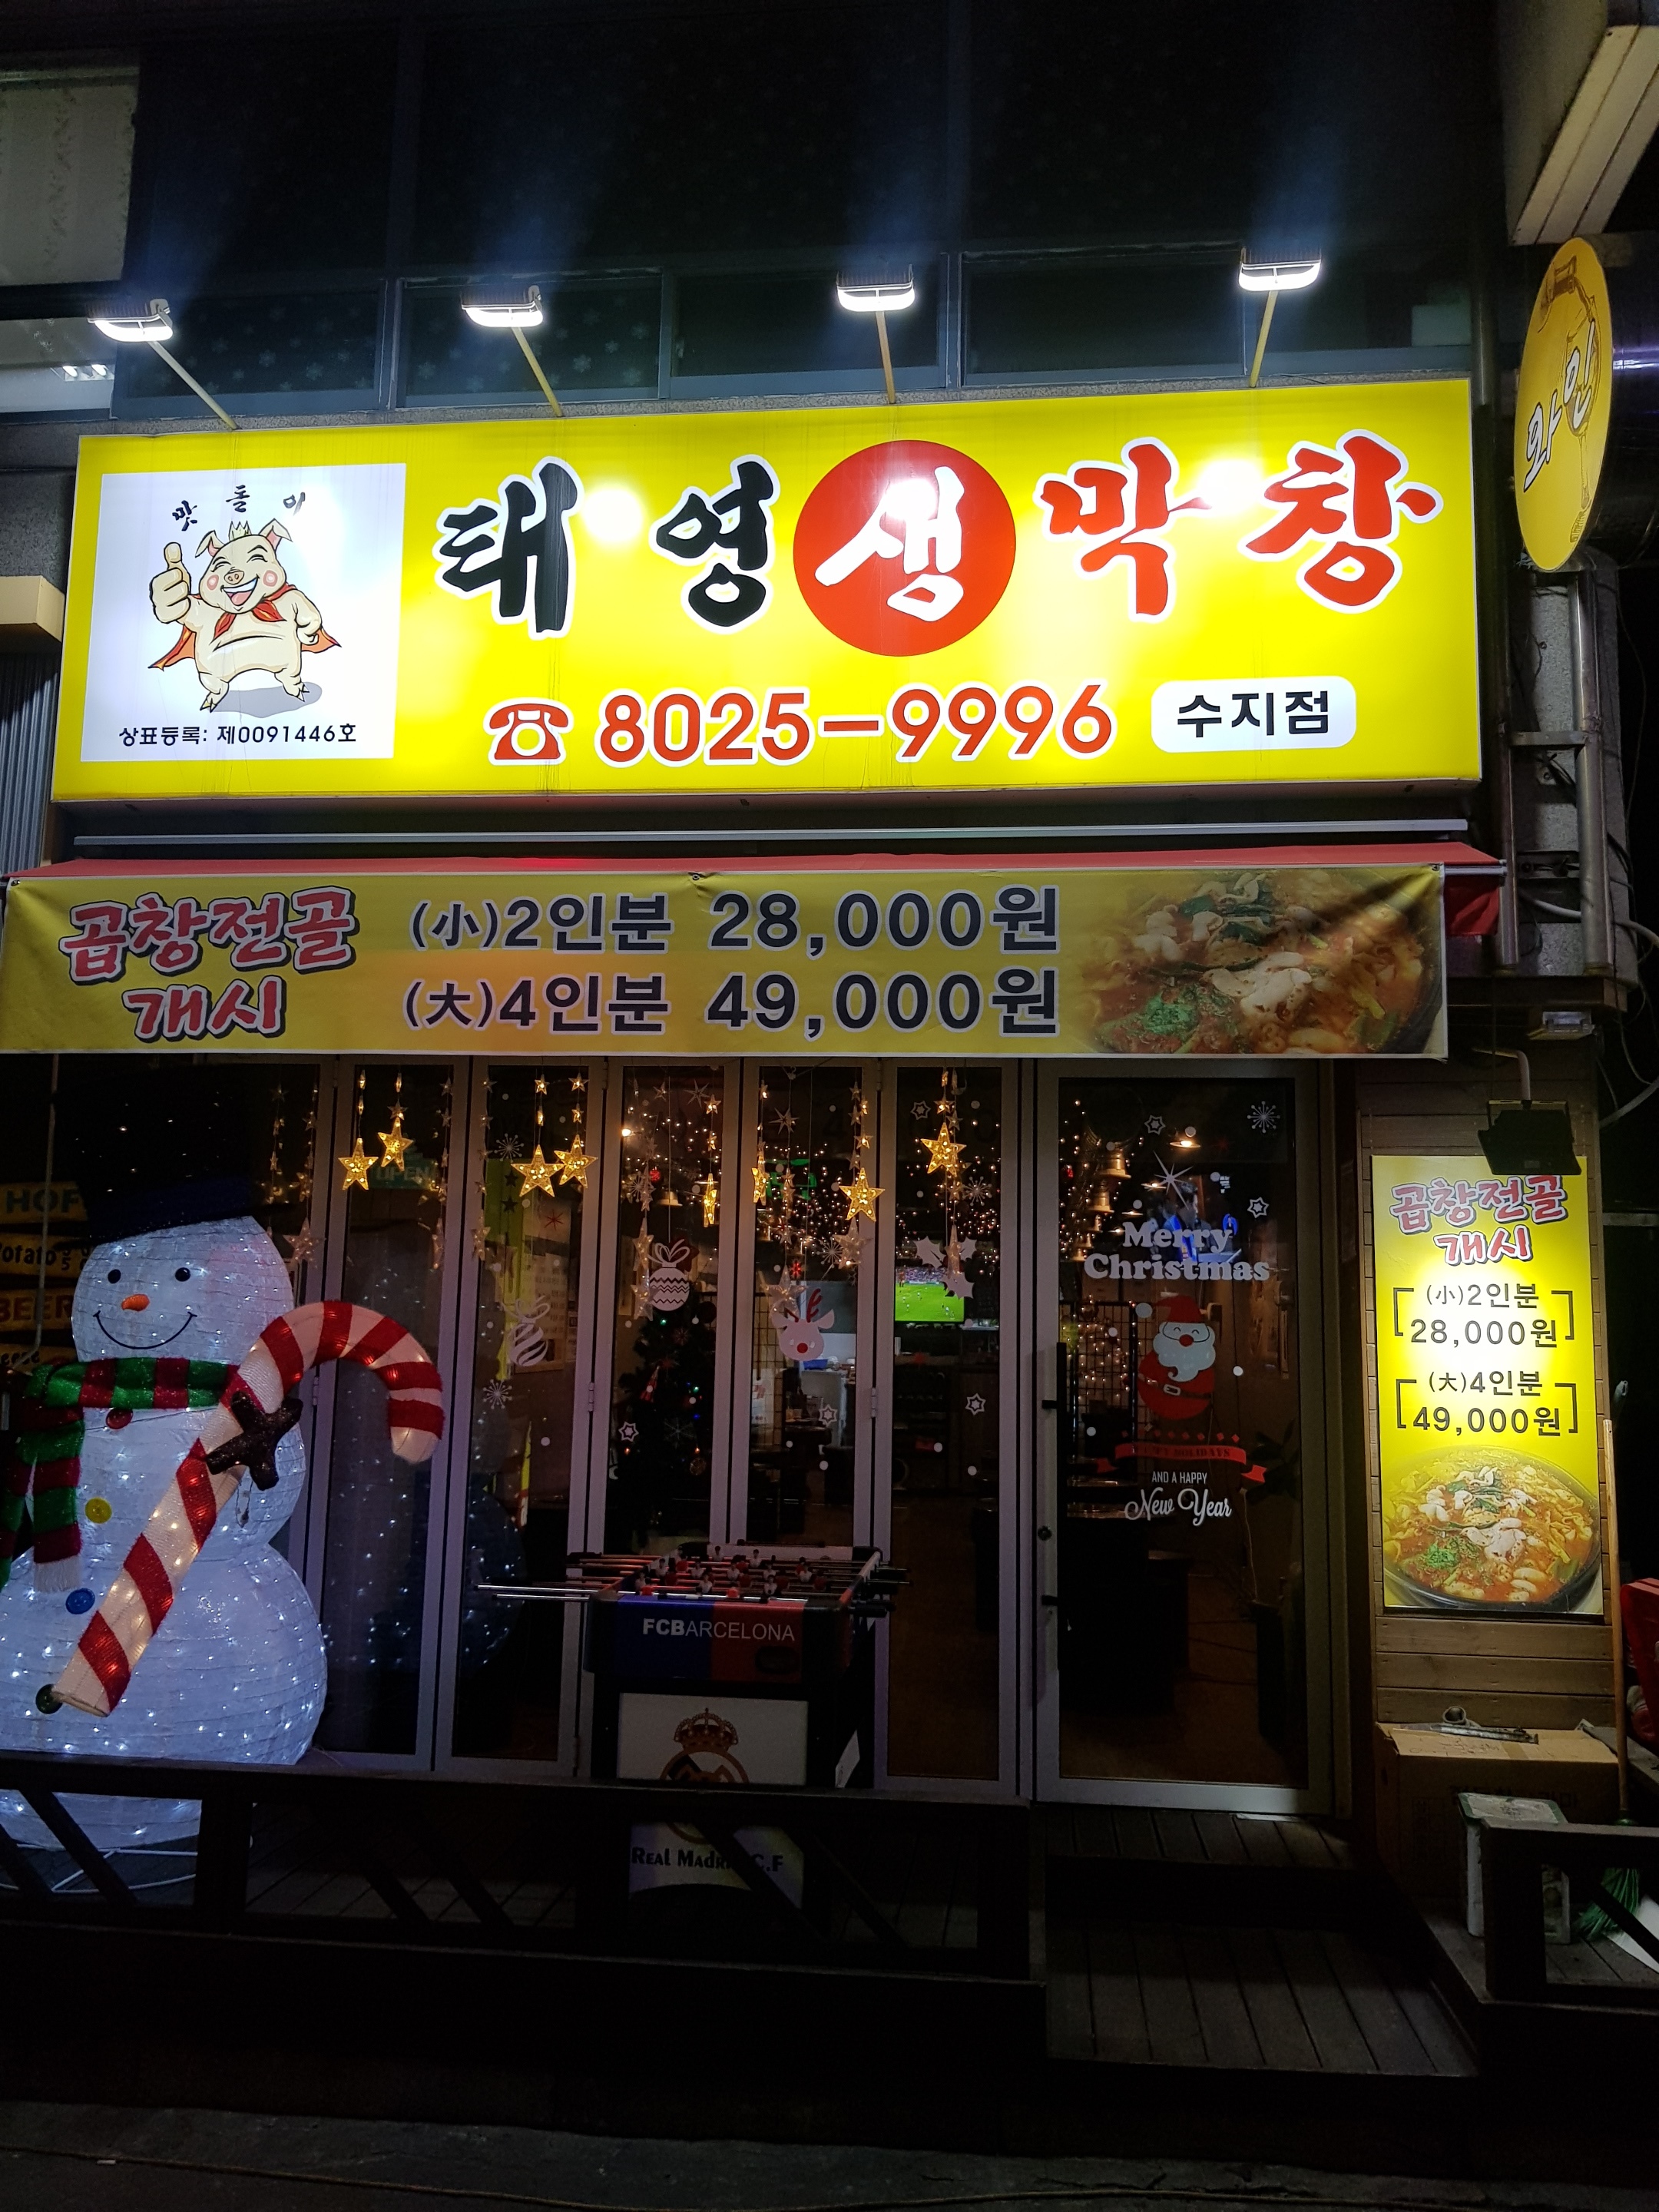 맛돌이
태영생막창
상표등록: 제0091446호
☎ 8025-9996 수지점
와인
곱창전골 개시
(小)2인분 28,000원
(大)4인분 49,000원
곱창전골
개시
(小)2인분
28,000원
(大)4인분
49,000원
HOF
Potato
BEER
Merry
Christmas
HOLIDAYS
AND A HAPPY
New Year
FCBARCELONA